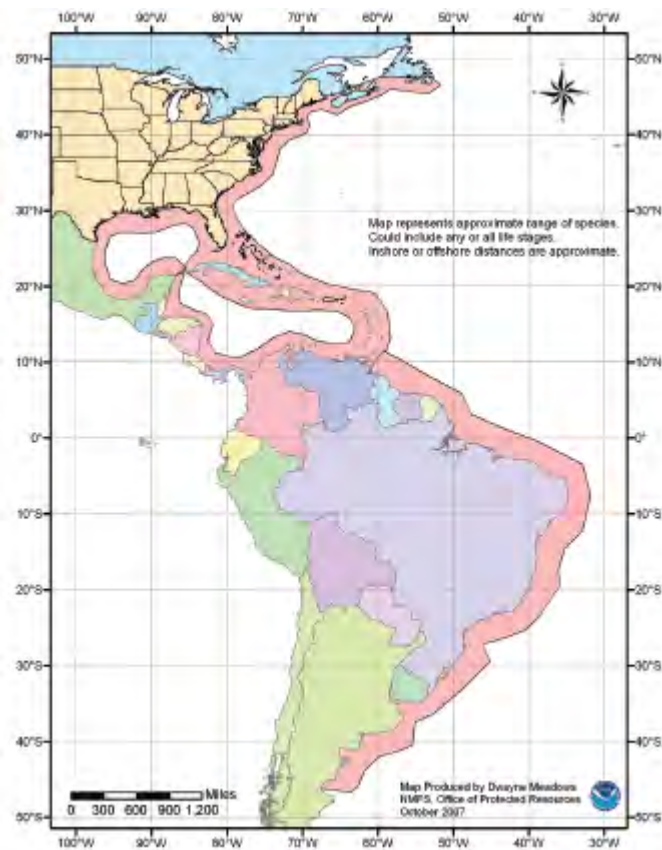 100°W 90°W 80°W 70°W 60°W 50°W 40°W 30°W
50°N 50°N
40°N 40°N
30°N 30°N
Map represents approximate range of species.
Could include any or all life stages.
Inshore or offshore distances are approximate.
20°N 20°N
10°N 10°N
0° 0°
10°S 10°S
20°S 20°S
30°S 30°S
40°S 40°S
Miles
0 300 600 900 1,200
Map Produced by Dwayne Meadows
NMFS, Office of Protected Resources
October 2007
50°S 50°S
100°W 90°W 80°W 70°W 60°W 50°W 40°W 30°W